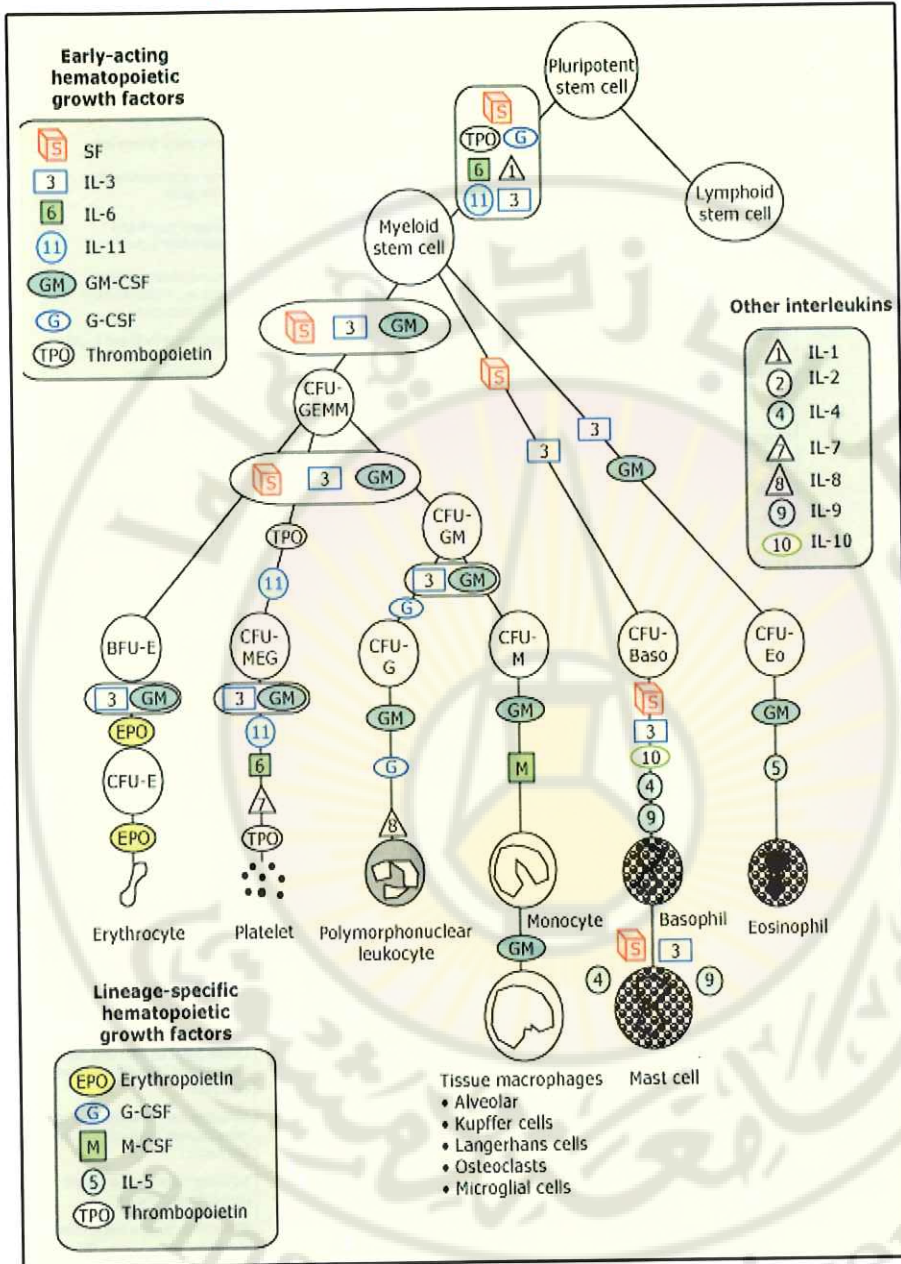 Early-acting
hematopoietic
growth factors
S SF
3 IL-3
6 IL-6
11 IL-11
GM GM-CSF
G G-CSF
TPO Thrombopoietin
Pluripotent
stem cell
S
TPO G
6 1
11 3
Lymphoid
stem cell
Myeloid
stem cell
Other interleukins
1 IL-1
2 IL-2
4 IL-4
7 IL-7
8 IL-8
9 IL-9
10 IL-10
S 3 GM
S
3
3
GM
CFU-
GEMM
S 3 GM
TPO
11
CFU-
GM
3 GM
G
BFU-E
CFU-
MEG
CFU-
G
CFU-
M
CFU-
Baso
CFU-
Eo
3 GM
EPO
CFU-E
EPO
Erythrocyte
3 GM
11
6
7
TPO
Platelet
GM
G
8
Polymorphonuclear
leukocyte
GM
M
Monocyte
GM
Tissue macrophages
• Alveolar
• Kupffer cells
• Langerhans cells
• Osteoclasts
• Microglial cells
S
3
10
4
9
Basophil
S 3
4 9
Mast cell
GM
5
Eosinophil
Lineage-specific
hematopoietic
growth factors
EPO Erythropoietin
G G-CSF
M M-CSF
5 IL-5
TPO Thrombopoietin